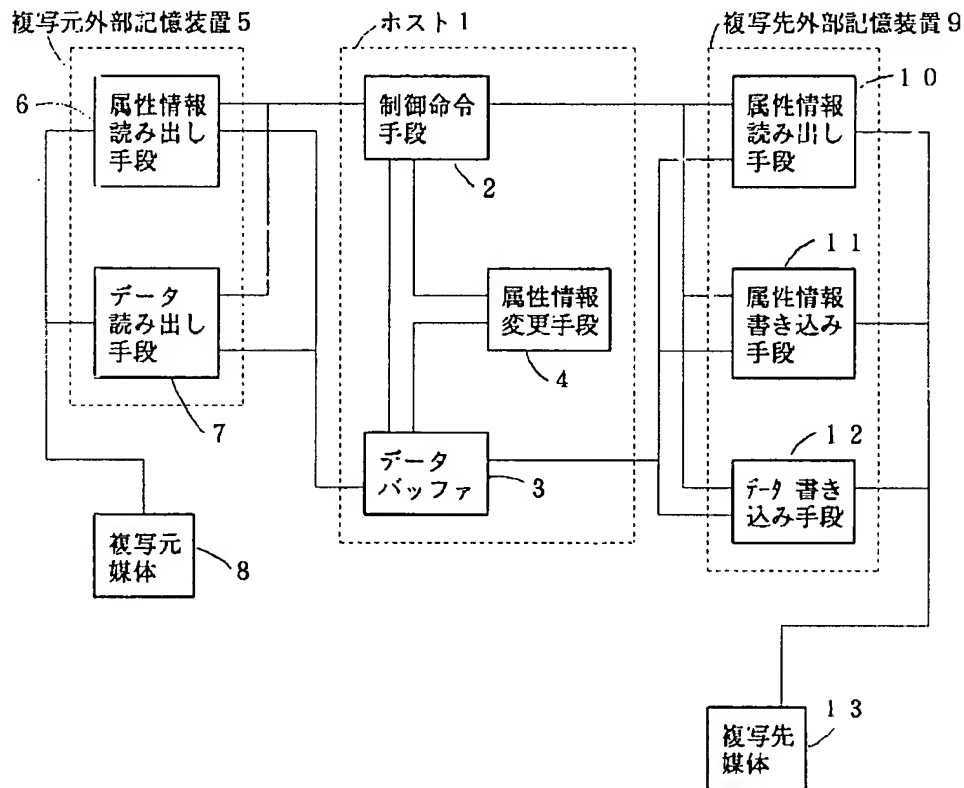 複写元外部記憶装置5
ホスト1
複写先外部記憶装置9
6
属性情報
読み出し
手段
制御命令
手段
2
10
属性情報
読み出し
手段
データ
読み出し
手段
7
属性情報
変更手段
4
11
属性情報
書き込み
手段
データ
バッファ
3
12
データ書き
込み手段
複写元
媒体
8
複写先
媒体
13